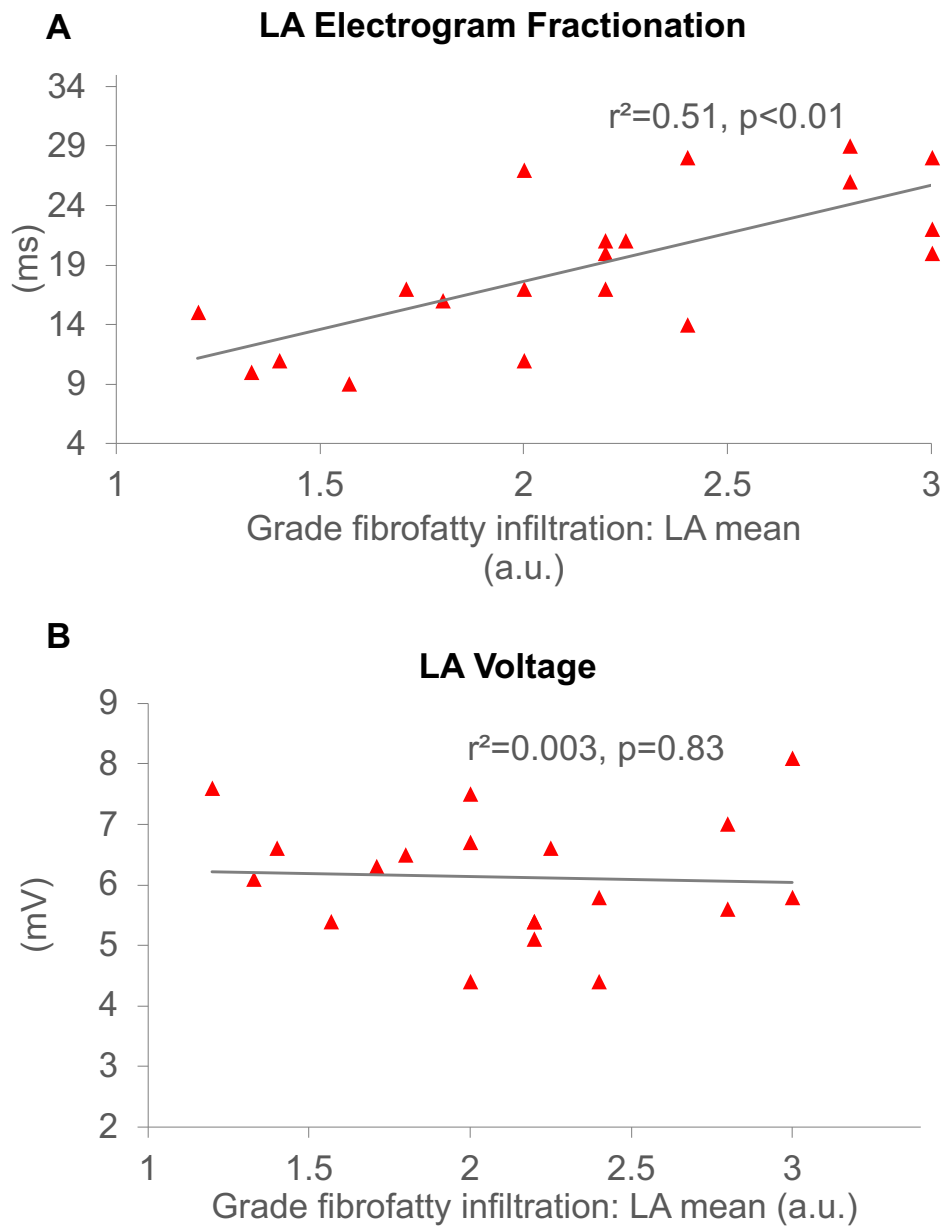 A
LA Electrogram Fractionation
r²=0.51, p<0.01
(ms)
34
29
24
19
14
9
4
1
1.5
2
2.5
3
Grade fibrofatty infiltration: LA mean
(a.u.)
B
LA Voltage
r²=0.003, p=0.83
(mV)
9
8
7
6
5
4
3
2
1
1.5
2
2.5
3
Grade fibrofatty infiltration: LA mean (a.u.)